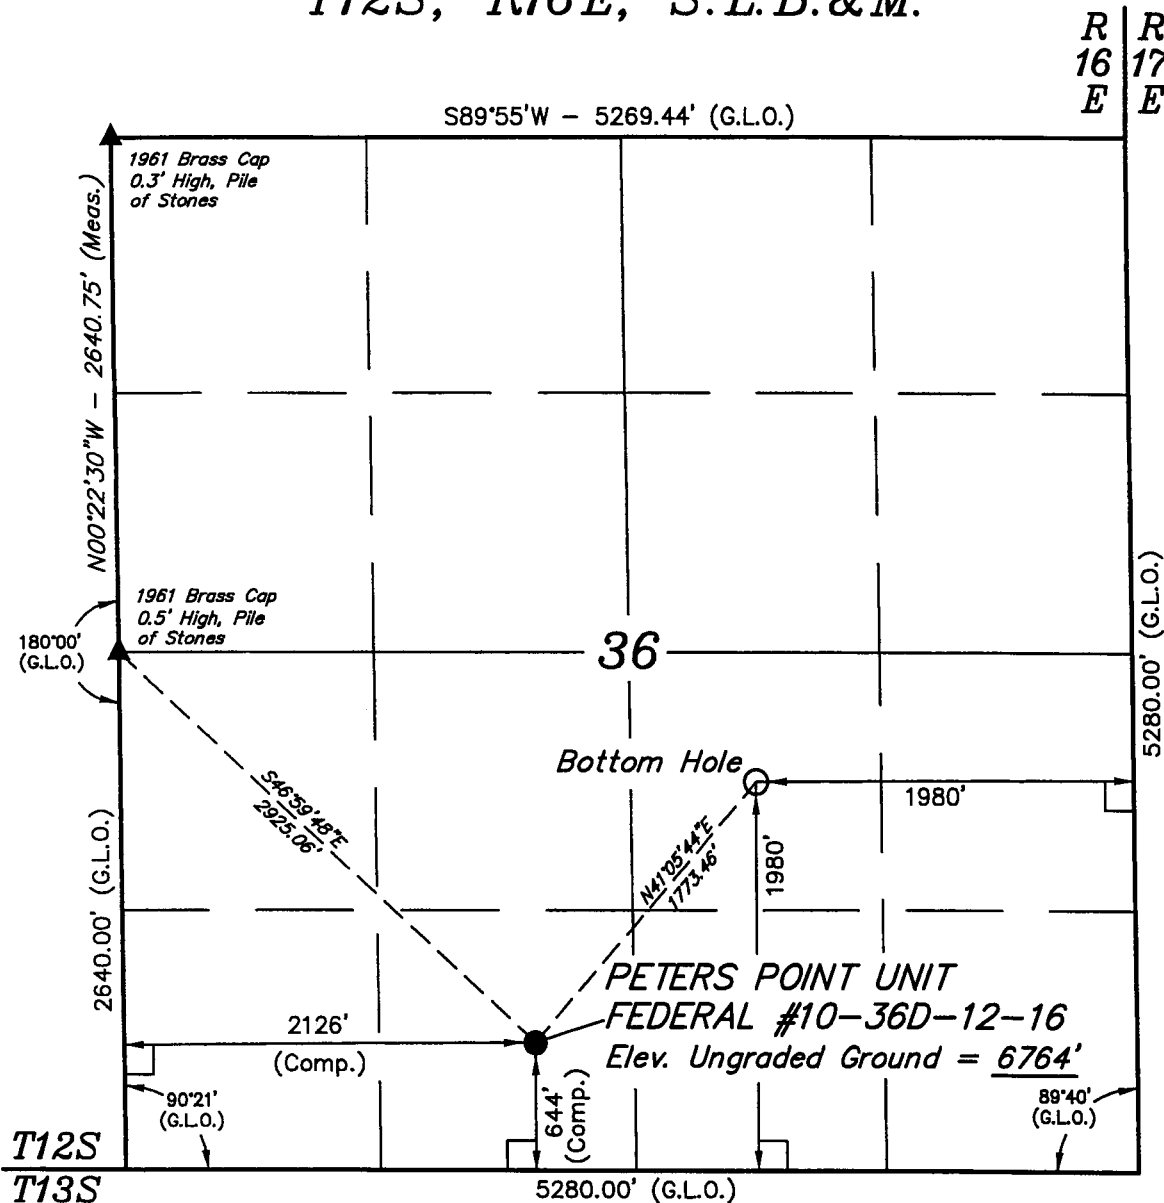 T12S, R16E, S.L.B.&M.
R R
16 17
E E
S89°55'W - 5269.44' (G.L.O.)
1961 Brass Cap
0.3' High, Pile
of Stones
N00°22'30"W - 2640.75' (Meas.)
1961 Brass Cap
0.5' High, Pile
of Stones
180°00'
(G.L.O.)
36
5280.00' (G.L.O.)
Bottom Hole
1980'
S46°59'48"E
2925.06'
N41°05'44"E
1773.46'
1980'
2640.00' (G.L.O.)
PETERS POINT UNIT
FEDERAL #10-36D-12-16
Elev. Ungraded Ground = 6764'
2126'
(Comp.)
644'
(Comp.)
90°21'
(G.L.O.)
89°40'
(G.L.O.)
T12S
T13S
5280.00' (G.L.O.)